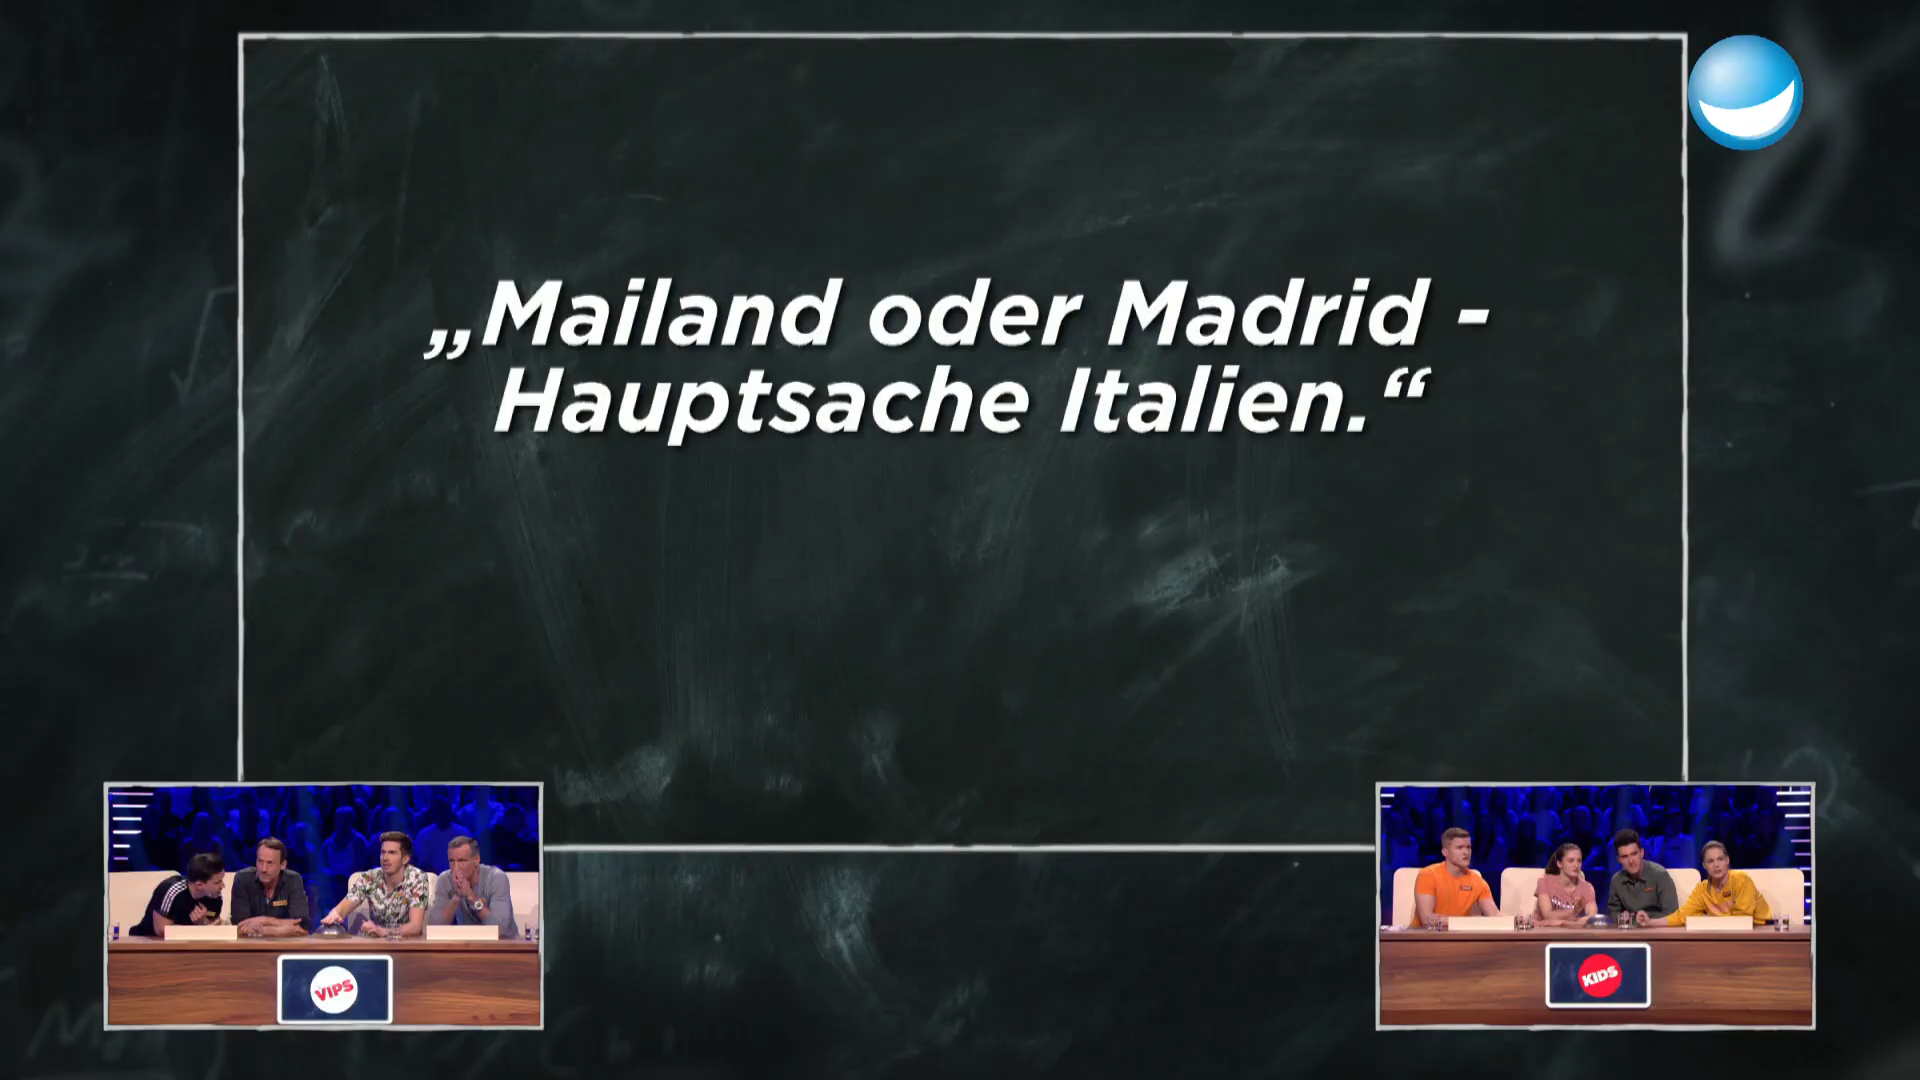 „Mailand oder Madrid -
Hauptsache Italien.“
VIPS
KIDS